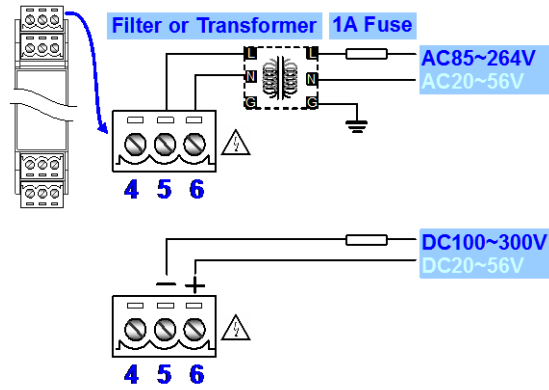 Filter or Transformer 1A Fuse
L L AC85~264V
N N AC20~56V
G G
4 5 6
DC100~300V
DC20~56V
− +
4 5 6